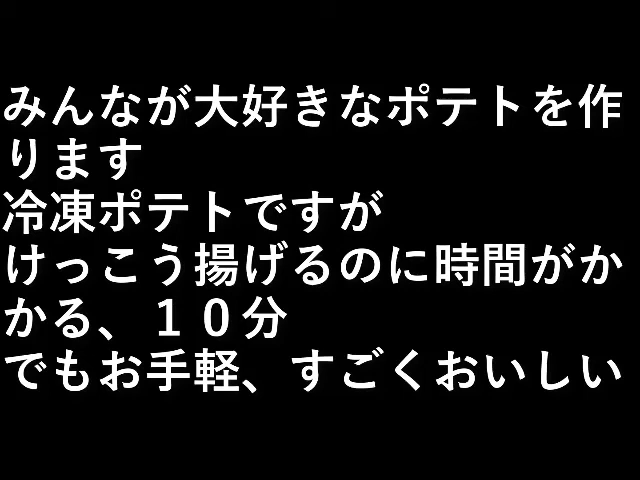 みんなが大好きなポテトを作
ります
冷凍ポテトですが
けっこう揚げるのに時間がか
かる、１０分
でもお手軽、すごくおいしい